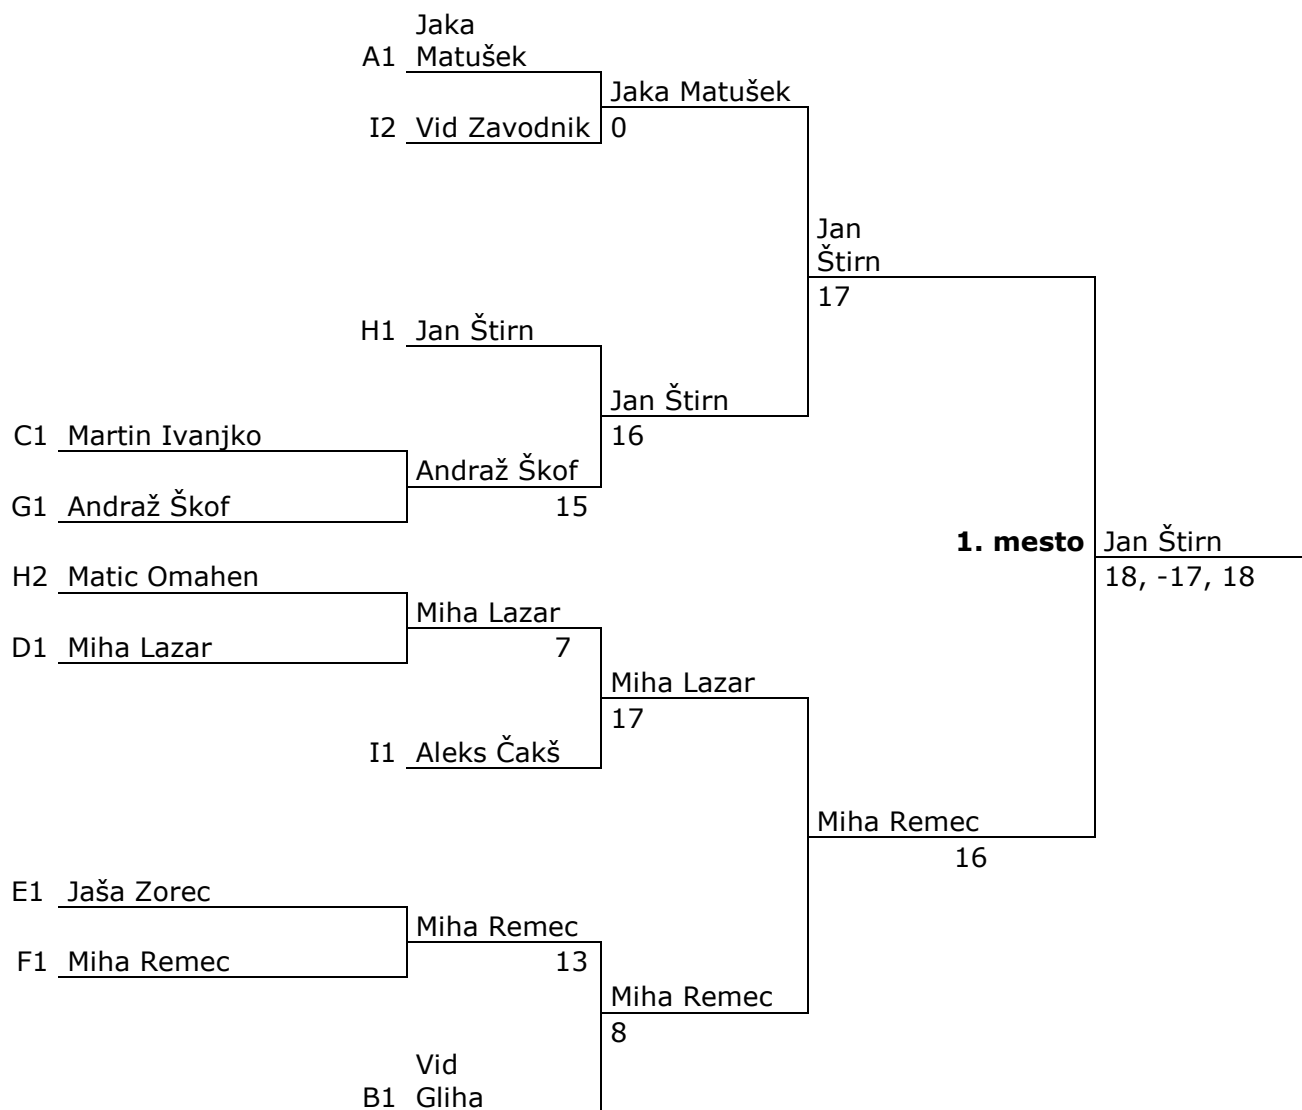 Jaka
A1 Matušek
Jaka Matušek
I2 Vid Zavodnik 0
Jan
Štirn
17
H1 Jan Štirn
Jan Štirn
C1 Martin Ivanjko 16
Andraž Škof
G1 Andraž Škof 15
1. mesto Jan Štirn
H2 Matic Omahen 18, -17, 18
Miha Lazar
D1 Miha Lazar 7
Miha Lazar
17
I1 Aleks Čakš
Miha Remec
16
E1 Jaša Zorec
Miha Remec
F1 Miha Remec 13
Miha Remec
8
Vid
B1 Gliha